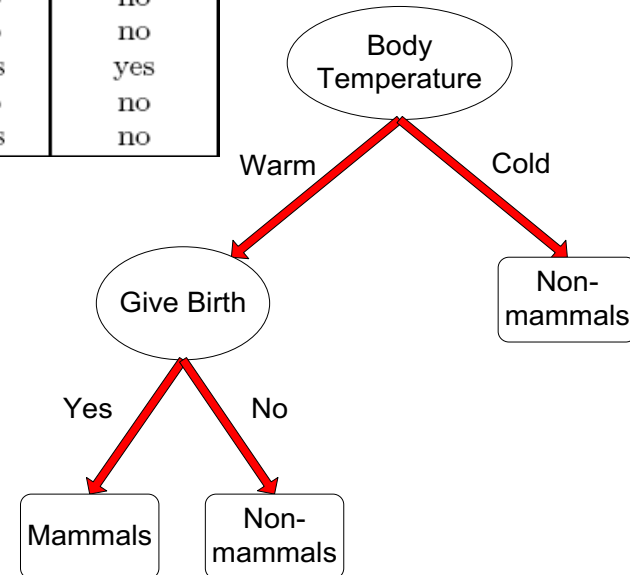 no
no
yes
no
no
Body
Temperature
Warm
Cold
Give Birth
Non-
mammals
Yes
No
Mammals
Non-
mammals